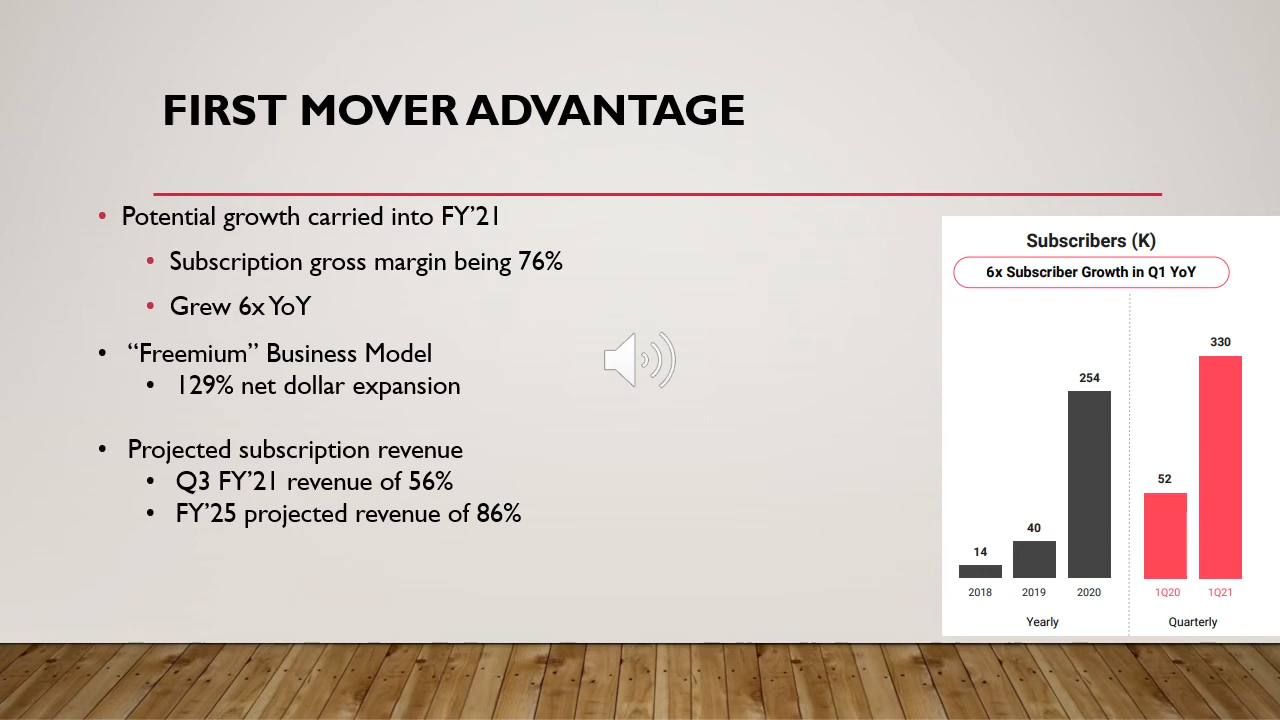 FIRST MOVER ADVANTAGE
• Potential growth carried into FY’21
• Subscription gross margin being 76%
• Grew 6x YoY
• “Freemium” Business Model
• 129% net dollar expansion
• Projected subscription revenue
• Q3 FY’21 revenue of 56%
• FY’25 projected revenue of 86%
Subscribers (K)
6x Subscriber Growth in Q1 YoY
14
40
254
52
330
2018 2019 2020 1Q20 1Q21
Yearly Quarterly